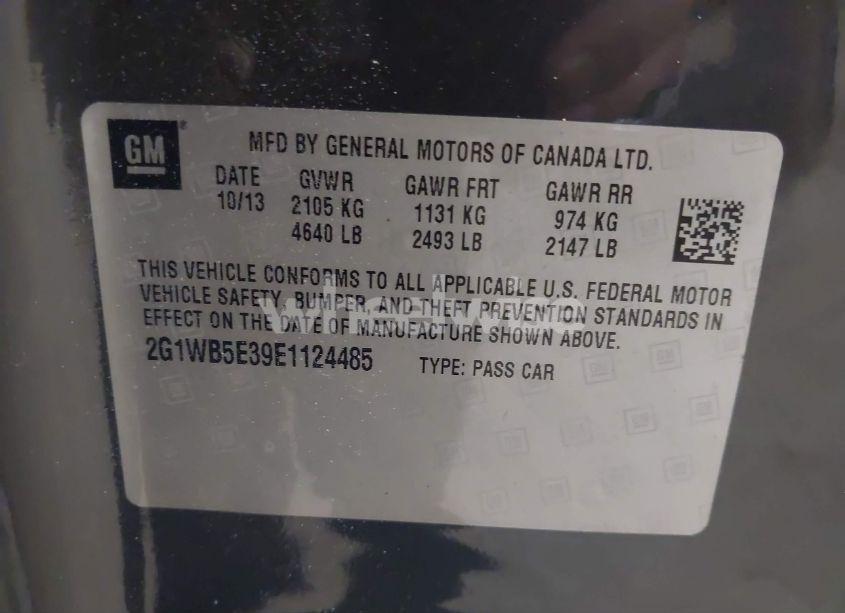 GM
MFD BY GENERAL MOTORS OF CANADA LTD.
DATE GVWR GAWR FRT GAWR RR
10/13 2105 KG 1131 KG 974 KG
4640 LB 2493 LB 2147 LB
THIS VEHICLE CONFORMS TO ALL APPLICABLE U.S. FEDERAL MOTOR
VEHICLE SAFETY, BUMPER, AND THEFT PREVENTION STANDARDS IN
EFFECT ON THE DATE OF MANUFACTURE SHOWN ABOVE.
2G1WB5E39E1124485 TYPE: PASS CAR